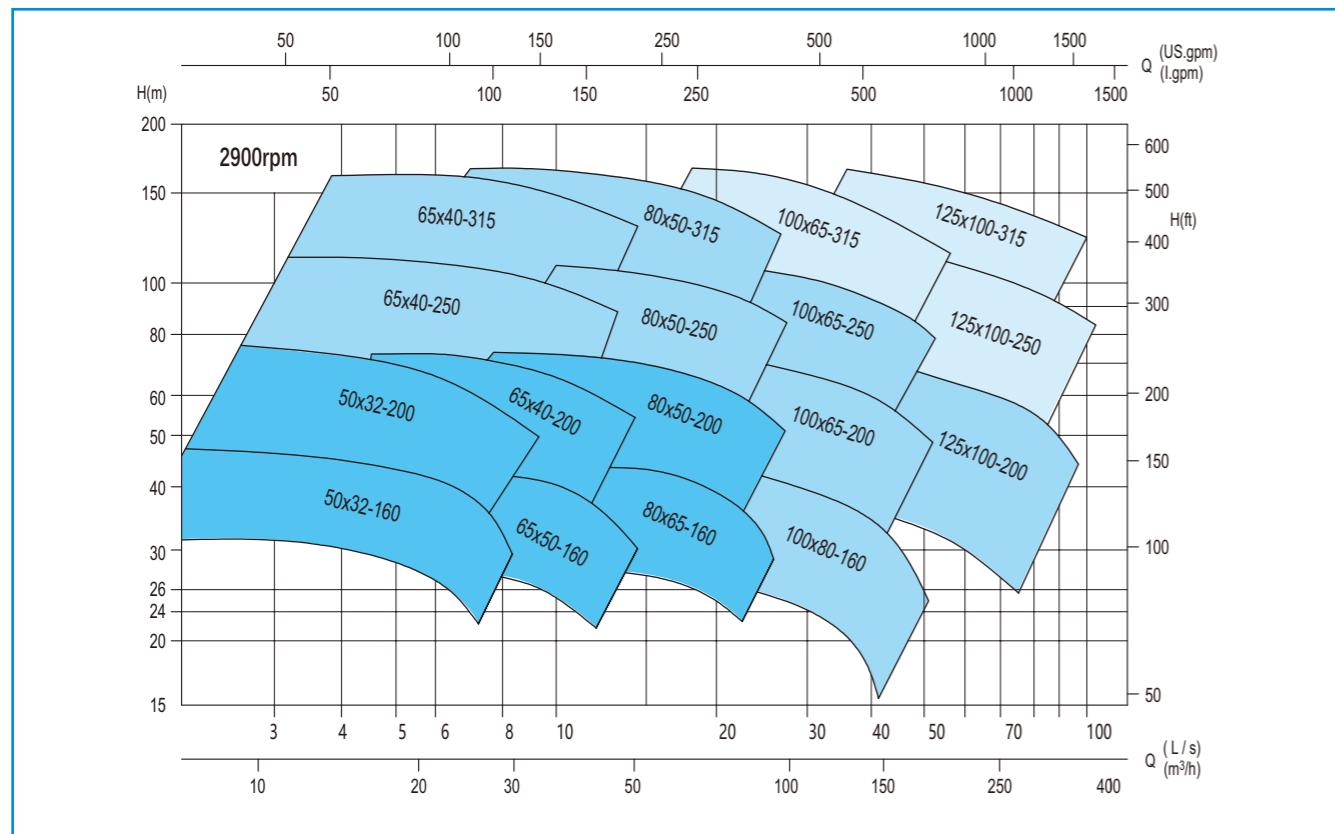 50 100 150 250 500 1000 1500 (US.gpm)
Q (I.gpm)
H(m) 50 100 150 250 500 1000 1500
200
2900rpm
600
150
500
H(ft)
400
100
300
80
60
200
50
150
40
30
100
26
24
20
15
50
65x40-315
80x50-315
100x65-315
125x100-315
65x40-250
80x50-250
100x65-250
125x100-250
50x32-200
65x40-200
80x50-200
100x65-200
125x100-200
50x32-160
65x50-160
80x65-160
100x80-160
3 4 5 6 8 10 20 30 40 50 70 100
Q (L / s)
(m³/h)
10 20 30 50 100 150 250 400